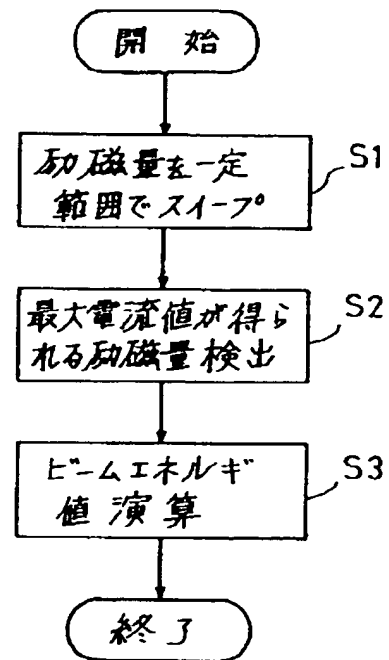 開始
励磁量を一定
範囲でスイープ
S1
最大電流値が得ら
れる励磁量検出
S2
ビームエネルギ
値演算
S3
終了